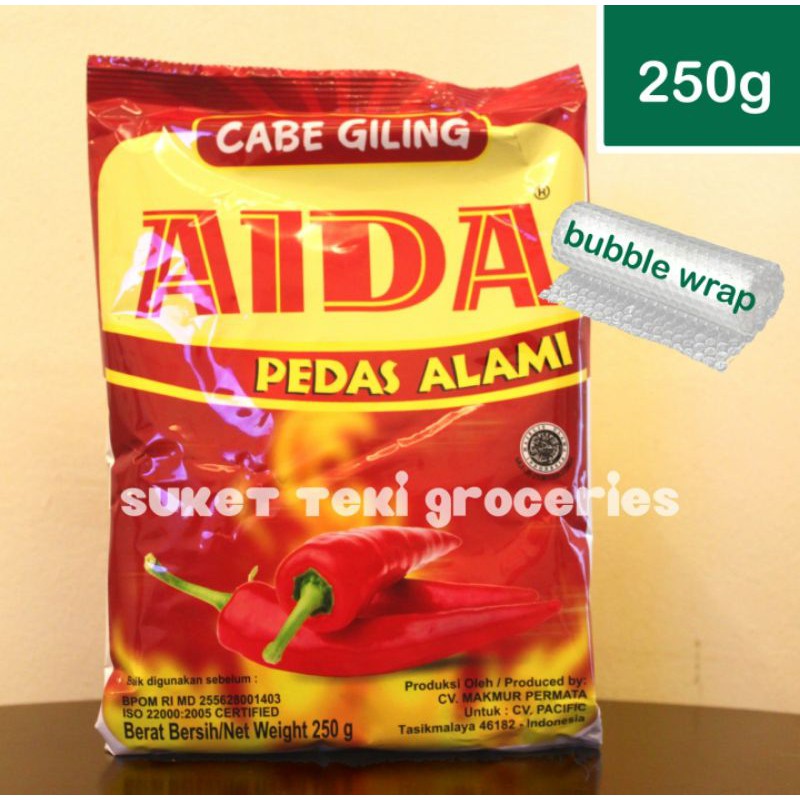 250g
CABE GILING
AIDA®
bubble wrap
PEDAS ALAMI
SUKET TEKI groceries
Baik digunakan sebelum :
BPOM RI MD 255628001403
ISO 22000:2005 CERTIFIED
Berat Bersih/Net Weight 250 g
Produksi Oleh / Produced by:
CV. MAKMUR PERMATA
Untuk : CV. PACIFIC
Tasikmalaya 46182 - Indonesia